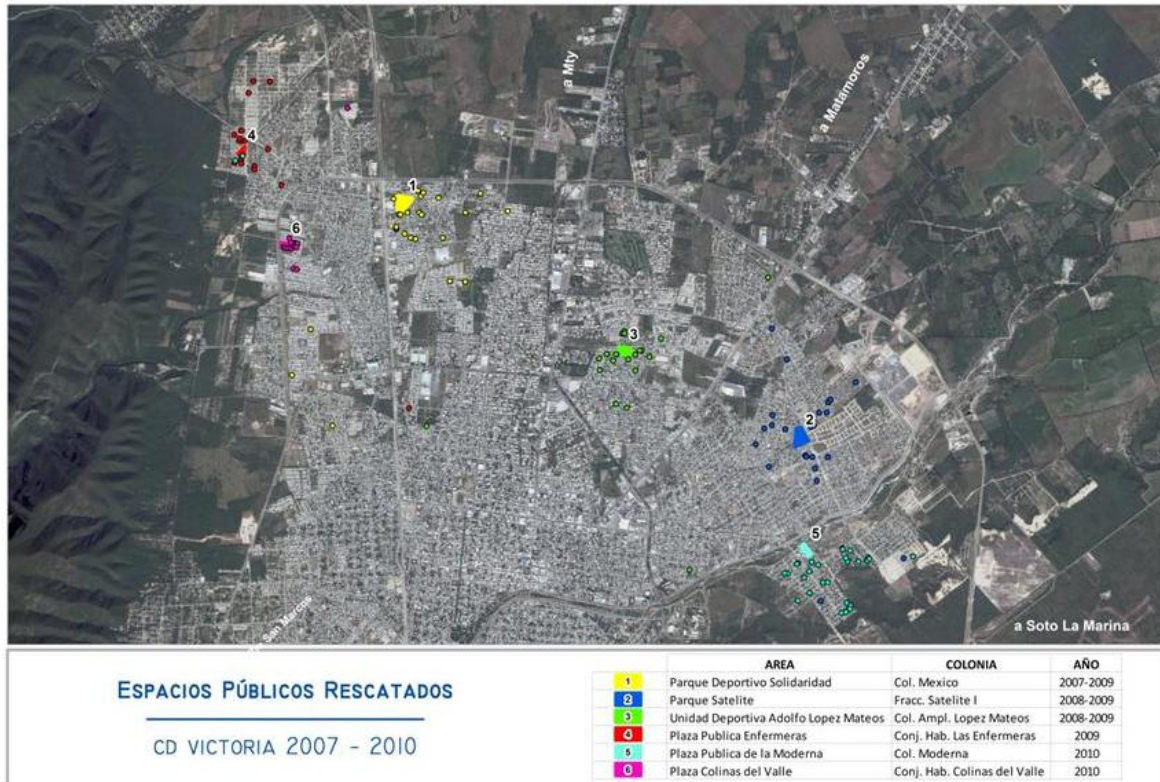 a Mty
a Matamoros
4
1
6
3
2
5
San Marcos
a Soto La Marina
ESPACIOS PÚBLICOS RESCATADOS
CD VICTORIA 2007 - 2010
AREA COLONIA AÑO
1 Parque Deportivo Solidaridad Col. Mexico 2007-2009
2 Parque Satelite Fracc. Satelite I 2008-2009
3 Unidad Deportiva Adolfo Lopez Mateos Col. Ampl. Lopez Mateos 2008-2009
4 Plaza Publica Enfermeras Conj. Hab. Las Enfermeras 2009
5 Plaza Publica de la Moderna Col. Moderna 2010
6 Plaza Colinas del Valle Conj. Hab. Colinas del Valle 2010